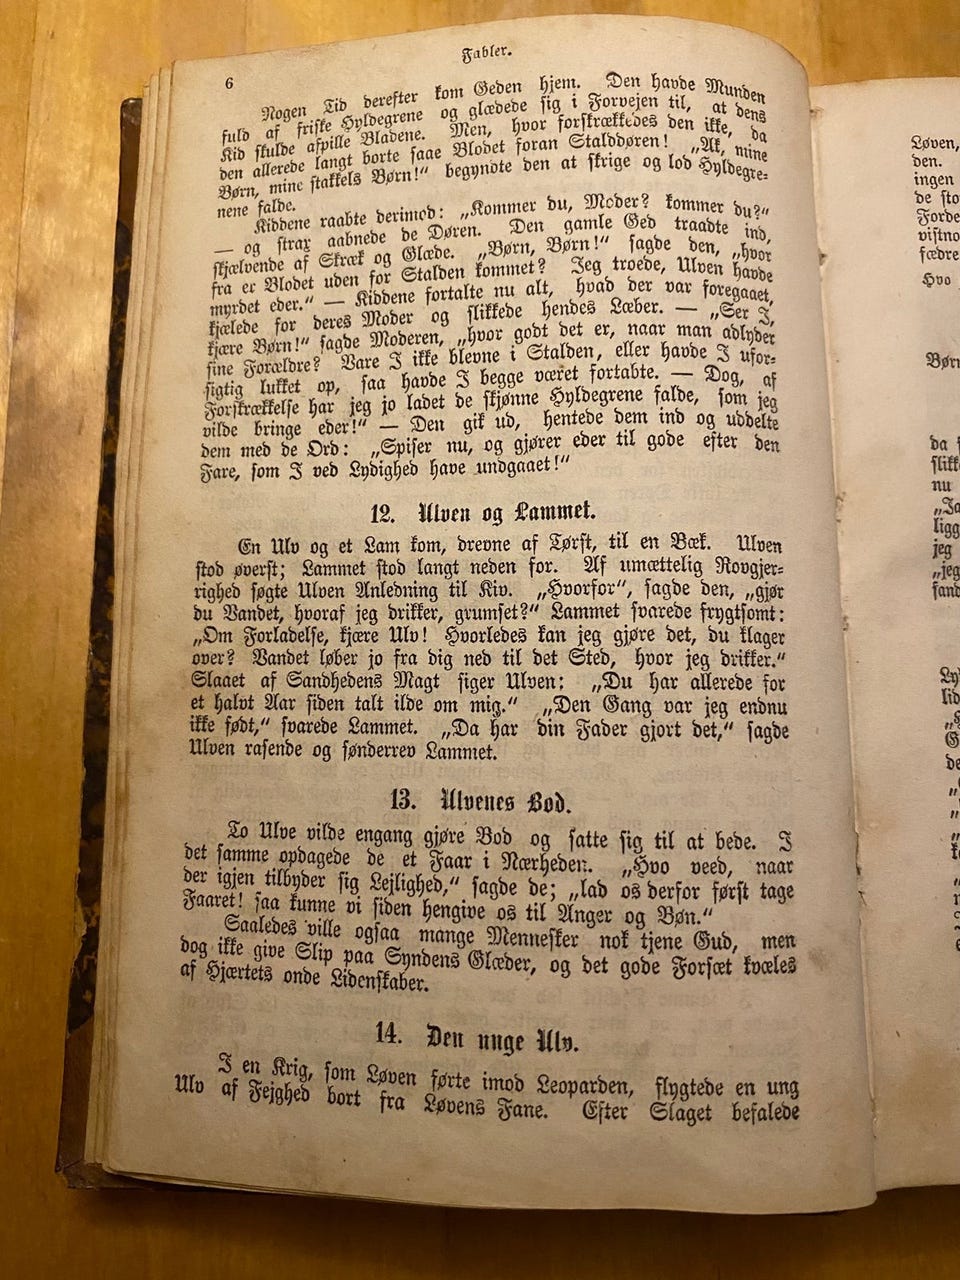 Fabler.
6
Nogen Tid derefter kom Geden hjem. Den havde Munden
fuld af friske Hyldegrene og glædede sig i Forvejen til, at dens
Kid skulde afpille Bladene. Men, hvor forskrækkedes den ikke, da
den allerede langt borte saae Blodet foran Stalddøren! „Ak, mine
Børn, mine stakkels Børn!“ begyndte den at skrige og lod Hyldegre-
nene falde.
Kiddene raabte derimod: „Kommer du, Moder? kommer du?“
— og strax aabnede de Døren. Den gamle Ged traadte ind,
skjælvende af Skræk og Glæde. „Børn, Børn!“ sagde den, „hvor
fra er Blodet uden for Stalden kommet? Jeg troede, Ulven havde
myrdet eder.“ — Kiddene fortalte nu alt, hvad der var foregaaet,
kjælede for deres Moder og slikkede hendes Læber. — „Ser I,
kjære Børn!“ sagde Moderen, „hvor godt det er, naar man adlyder
sine Forældre? Vare I ikke blevne i Stalden, eller havde I ufor-
sigtig lukket op, saa havde I begge været fortabte. — Dog, af
Forskrækkelse har jeg jo ladet de skjønne Hyldegrene falde, som jeg
vilde bringe eder!“ — Den gik ud, hentede dem ind og uddelte
dem med de Ord: „Spiser nu, og gjører eder til gode efter den
Fare, som I ved Lydighed have undgaaet!“
12. Ulven og Lammet.
En Ulv og et Lam kom, drevne af Tørst, til en Bæk. Ulven
stod øverst; Lammet stod langt neden for. Af umættelig Rovgjer-
righed søgte Ulven Anledning til Kiv. „Hvorfor“, sagde den, „gjør
du Vandet, hvoraf jeg drikker, grumset?“ Lammet svarede frygtsomt:
„Om Forladelse, kjære Ulv! Hvorledes kan jeg gjøre det, du klager
over? Vandet løber jo fra dig ned til det Sted, hvor jeg drikker.“
Slaaet af Sandhedens Magt siger Ulven: „Du har allerede for
et halvt Aar siden talt ilde om mig.“ „Den Gang var jeg endnu
ikke født,“ svarede Lammet. „Da har din Fader gjort det,“ sagde
Ulven rasende og sønderrev Lammet.
13. Ulvenes Bod.
To Ulve vilde engang gjøre Bod og satte sig til at bede. I
det samme opdagede de et Faar i Nærheden. „Hvo veed, naar
der igjen tilbyder sig Lejlighed,“ sagde de; „lad os derfor først tage
Faaret! saa kunne vi siden hengive os til Anger og Bøn.“
Saaledes ville ogsaa mange Mennesker nok tjene Gud, men
dog ikke give Slip paa Syndens Glæder, og det gode Forsæt kvæles
af Hjærtets onde Lidenskaber.
14. Den unge Ulv.
I en Krig, som Løven førte imod Leoparden, flygtede en ung
Ulv af Fejghed bort fra Løvens Fane. Efter Slaget befalede
Løven,
den.
ingen
de sto
Forde
vistno
fædre
Hvo
Børn
da
slikk
nu
„Ja
ligg
jeg
„jeg
fand